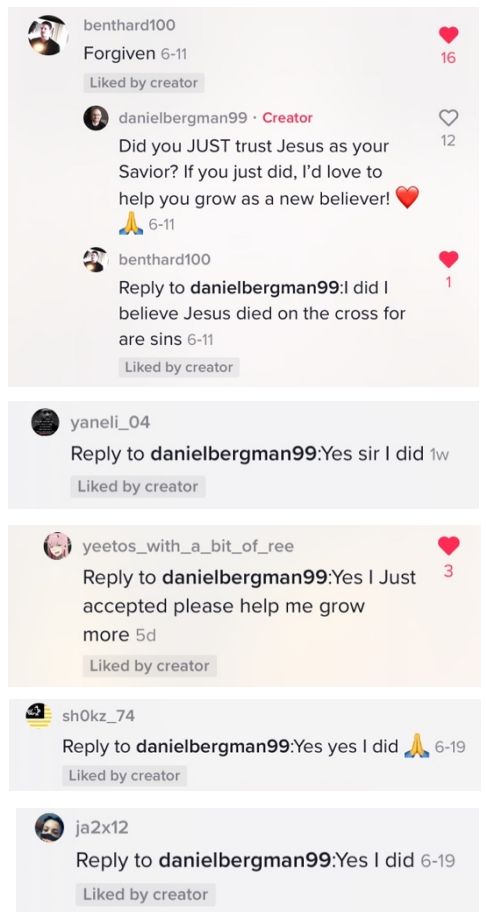 benthard100
Forgiven 6-11
16
Liked by creator
danielbergman99 · Creator
Did you JUST trust Jesus as your
12
Savior? If you just did, I'd love to
help you grow as a new believer! ❤️
🙏 6-11
benthard100
Reply to danielbergman99:I did I
1
believe Jesus died on the cross for
are sins 6-11
Liked by creator
yaneli_04
Reply to danielbergman99:Yes sir I did 1w
Liked by creator
yeetos_with_a_bit_of_ree
Reply to danielbergman99:Yes I Just
3
accepted please help me grow
more 5d
Liked by creator
sh0kz_74
Reply to danielbergman99:Yes yes I did 🙏 6-19
Liked by creator
ja2x12
Reply to danielbergman99:Yes I did 6-19
Liked by creator